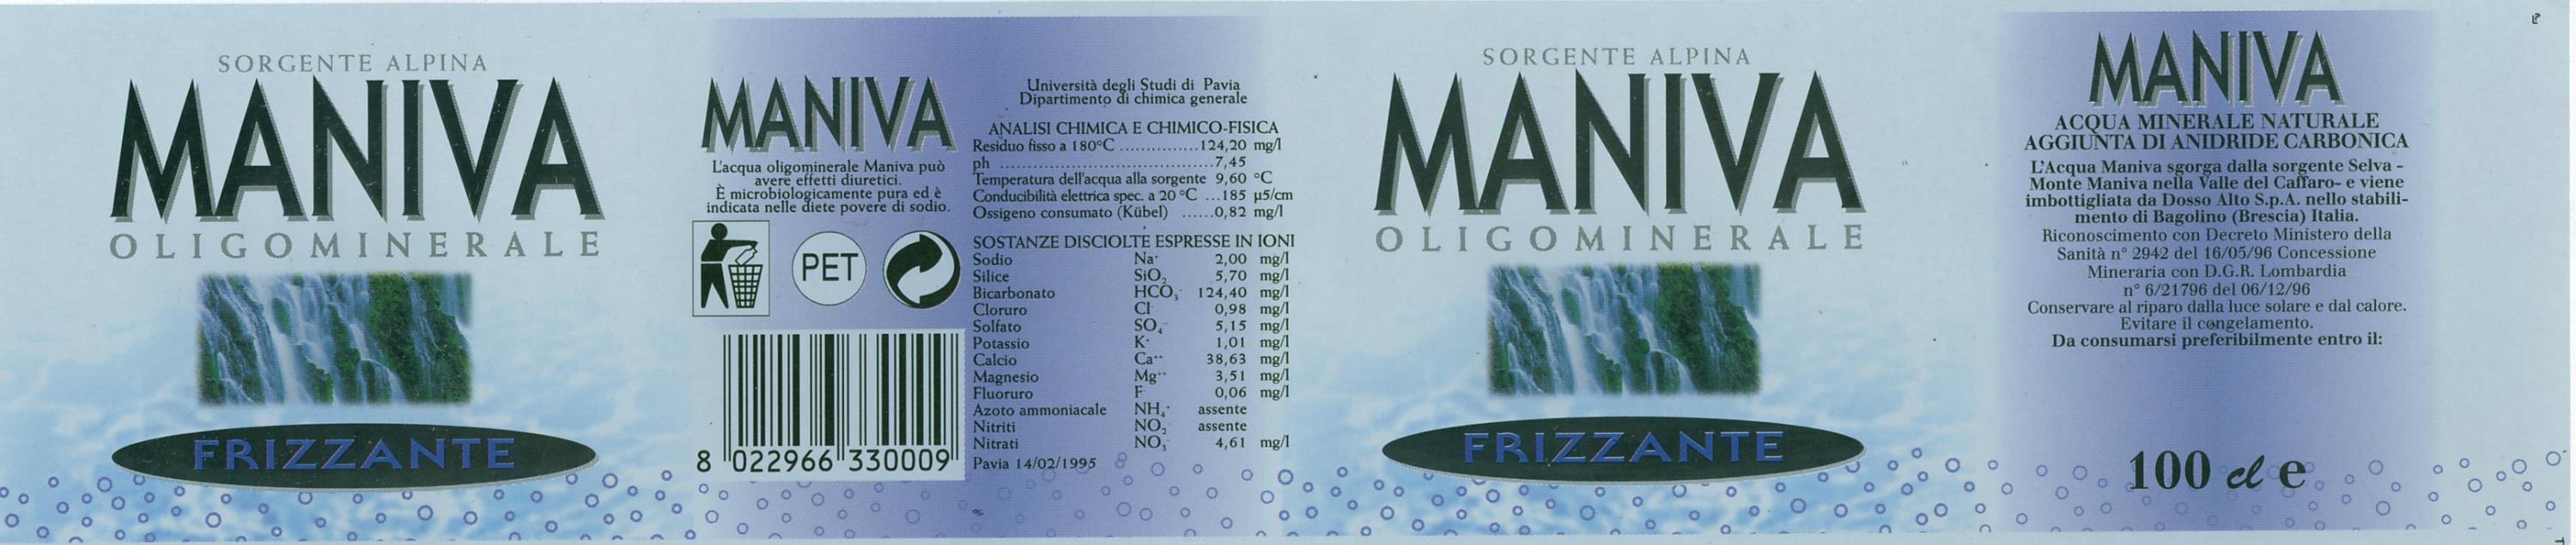 SORGENTE ALPINA
MANIVA
OLIGOMINERALE
FRIZZANTE
MANIVA
L'acqua oligominerale Maniva può
avere effetti diuretici.
È microbiologicamente pura ed è
indicata nelle diete povere di sodio.
PET
8 022966 330009
Università degli Studi di Pavia
Dipartimento di chimica generale
ANALISI CHIMICA E CHIMICO-FISICA
Residuo fisso a 180°C ............... 124,20 mg/l
ph ....................................7,45
Temperatura dell'acqua alla sorgente 9,60 °C
Conducibilità elettrica spec. a 20 °C ...185 µ5/cm
Ossigeno consumato (Kübel) ......0,82 mg/l
SOSTANZE DISCIOLTE ESPRESSE IN IONI
Sodio Na⁺ 2,00 mg/l
Silice SiO₂ 5,70 mg/l
Bicarbonato HCO₃⁻ 124,40 mg/l
Cloruro Cl⁻ 0,98 mg/l
Solfato SO₄⁻ 5,15 mg/l
Potassio K⁺ 1,01 mg/l
Calcio Ca⁺⁺ 38,63 mg/l
Magnesio Mg⁺⁺ 3,51 mg/l
Fluoruro F⁻ 0,06 mg/l
Azoto ammoniacale NH₄⁺ assente
Nitriti NO₂⁻ assente
Nitrati NO₃⁻ 4,61 mg/l
Pavia 14/02/1995
SORGENTE ALPINA
MANIVA
OLIGOMINERALE
FRIZZANTE
MANIVA
ACQUA MINERALE NATURALE
AGGIUNTA DI ANIDRIDE CARBONICA
L'Acqua Maniva sgorga dalla sorgente Selva -
Monte Maniva nella Valle del Caffaro- e viene
imbottigliata da Dosso Alto S.p.A. nello stabili-
mento di Bagolino (Brescia) Italia.
Riconoscimento con Decreto Ministero della
Sanità n° 2942 del 16/05/96 Concessione
Mineraria con D.G.R. Lombardia
n° 6/21796 del 06/12/96
Conservare al riparo dalla luce solare e dal calore.
Evitare il congelamento.
Da consumarsi preferibilmente entro il:
100 cl e